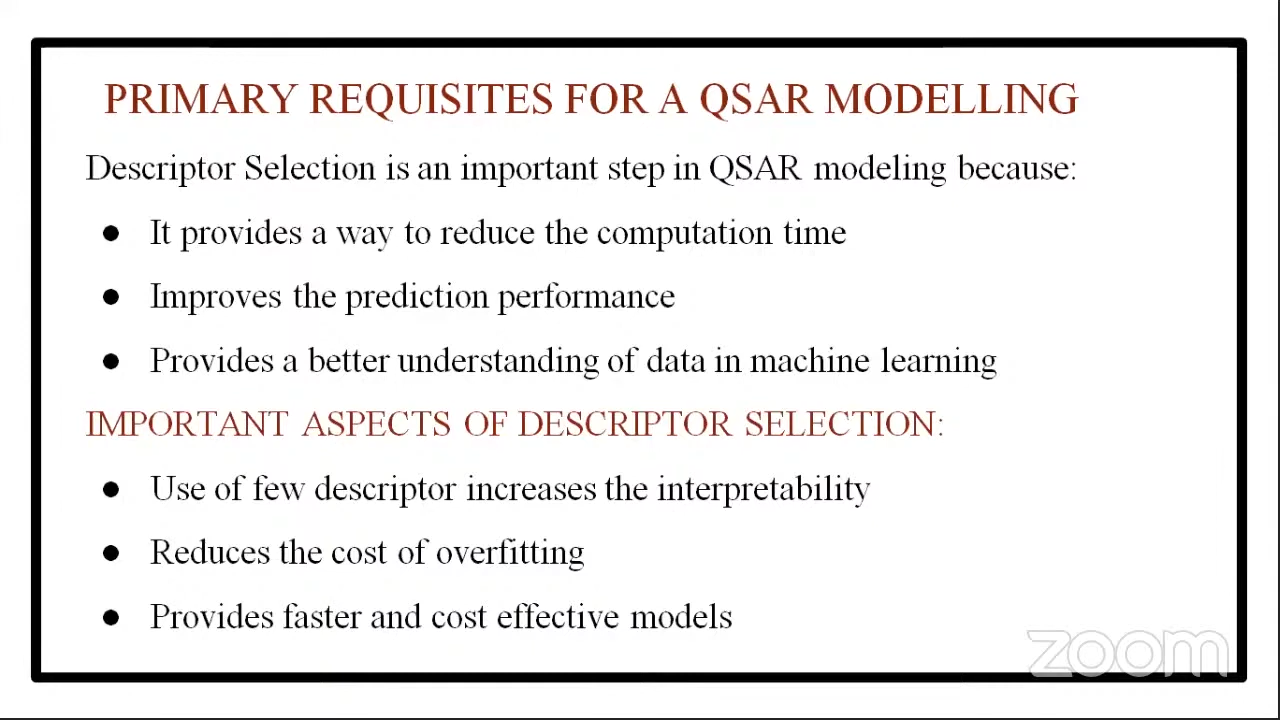 PRIMARY REQUISITES FOR A QSAR MODELLING
Descriptor Selection is an important step in QSAR modeling because:
● It provides a way to reduce the computation time
● Improves the prediction performance
● Provides a better understanding of data in machine learning
IMPORTANT ASPECTS OF DESCRIPTOR SELECTION:
● Use of few descriptor increases the interpretability
● Reduces the cost of overfitting
● Provides faster and cost effective models
zoom